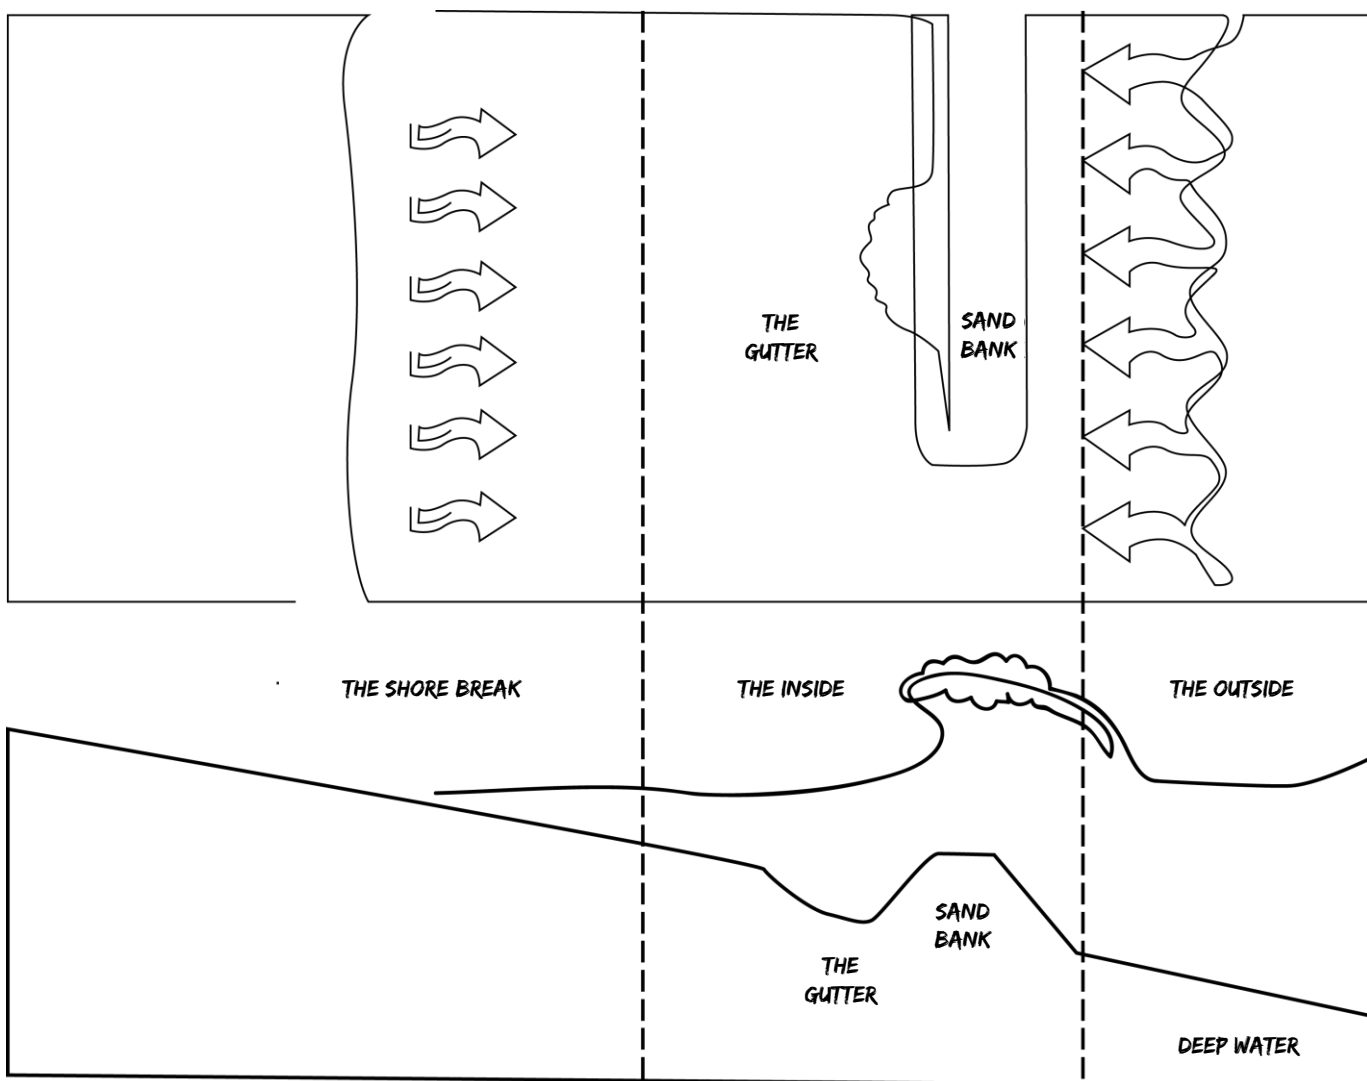 THE
GUTTER
SAND
BANK
THE SHORE BREAK
THE INSIDE
THE OUTSIDE
SAND
BANK
THE
GUTTER
DEEP WATER